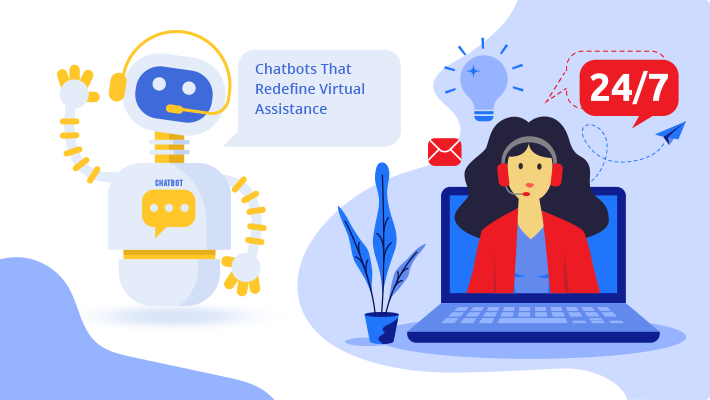 Chatbots That
Redefine Virtual
Assistance
24/7
CHATBOT